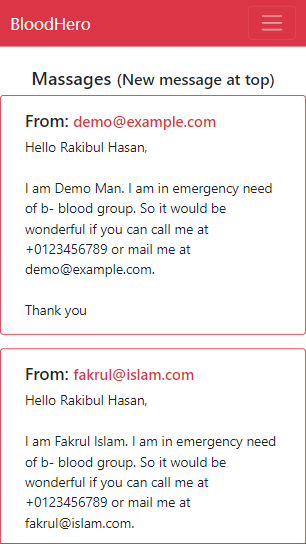 BloodHero
Massages (New message at top)
From: demo@example.com
Hello Rakibul Hasan,
I am Demo Man. I am in emergency need
of b- blood group. So it would be
wonderful if you can call me at
+0123456789 or mail me at
demo@example.com.
Thank you
From: fakrul@islam.com
Hello Rakibul Hasan,
I am Fakrul Islam. I am in emergency need
of b- blood group. So it would be
wonderful if you can call me at
+0123456789 or mail me at
fakrul@islam.com.